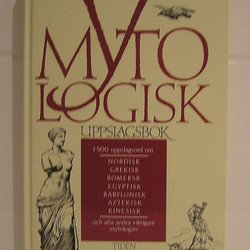 MYTO
LOGISK
UPPSLAGSBOK
1500 uppslagsord om
NORDISK
GREKISK
ROMERSK
EGYPTISK
BABYLONISK
AZTEKISK
KINESISK
och alla andra viktigare
mytologier
TIDEN